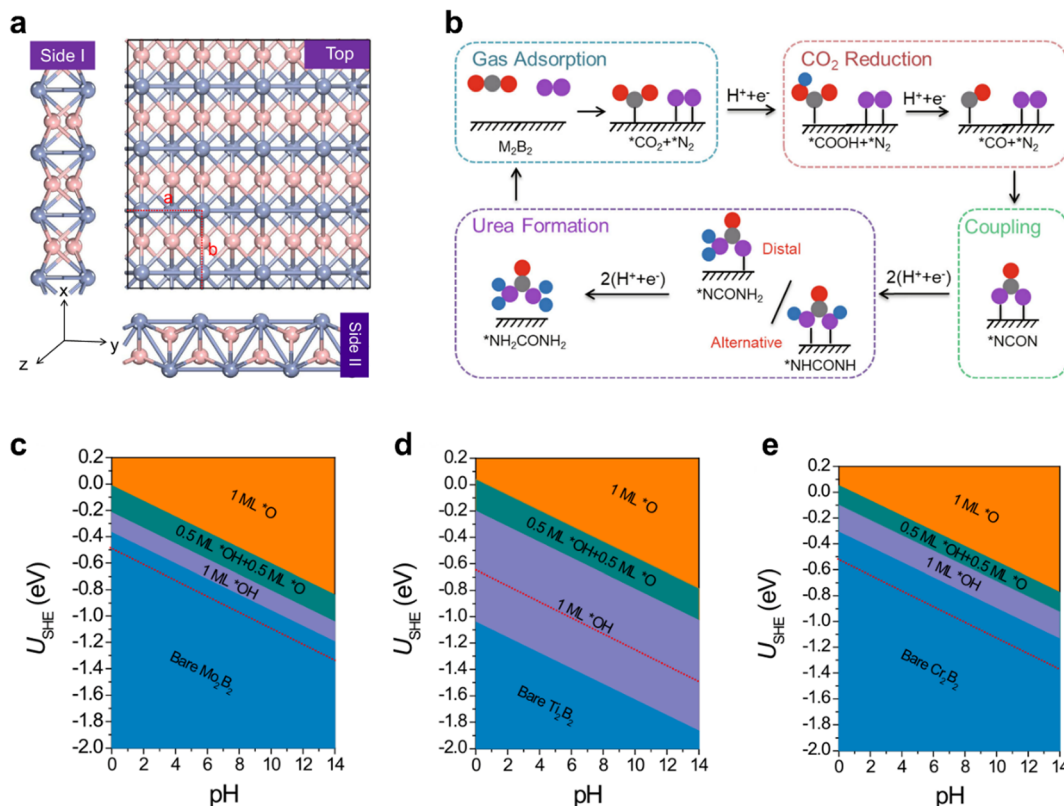 a
Side I
Top
a
b
x
y
z
Side II
b
Gas Adsorption
M₂B₂
*CO₂+*N₂
H⁺+e⁻
CO₂ Reduction
*COOH+*N₂
H⁺+e⁻
*CO+*N₂
Urea Formation
*NH₂CONH₂
2(H⁺+e⁻)
Distal
*NCONH₂
Alternative
*NHCONH
2(H⁺+e⁻)
Coupling
*NCON
c
U_SHE (eV)
0.2
0.0
-0.2
-0.4
-0.6
-0.8
-1.0
-1.2
-1.4
-1.6
-1.8
-2.0
1 ML *O
0.5 ML *OH+0.5 ML *O
1 ML *OH
Bare Mo₂B₂
0 2 4 6 8 10 12 14
pH
d
U_SHE (eV)
0.2
0.0
-0.2
-0.4
-0.6
-0.8
-1.0
-1.2
-1.4
-1.6
-1.8
-2.0
1 ML *O
0.5 ML *OH+0.5 ML *O
1 ML *OH
Bare Ti₂B₂
0 2 4 6 8 10 12 14
pH
e
U_SHE (eV)
0.2
0.0
-0.2
-0.4
-0.6
-0.8
-1.0
-1.2
-1.4
-1.6
-1.8
-2.0
1 ML *O
0.5 ML *OH+0.5 ML *O
1 ML *OH
Bare Cr₂B₂
0 2 4 6 8 10 12 14
pH